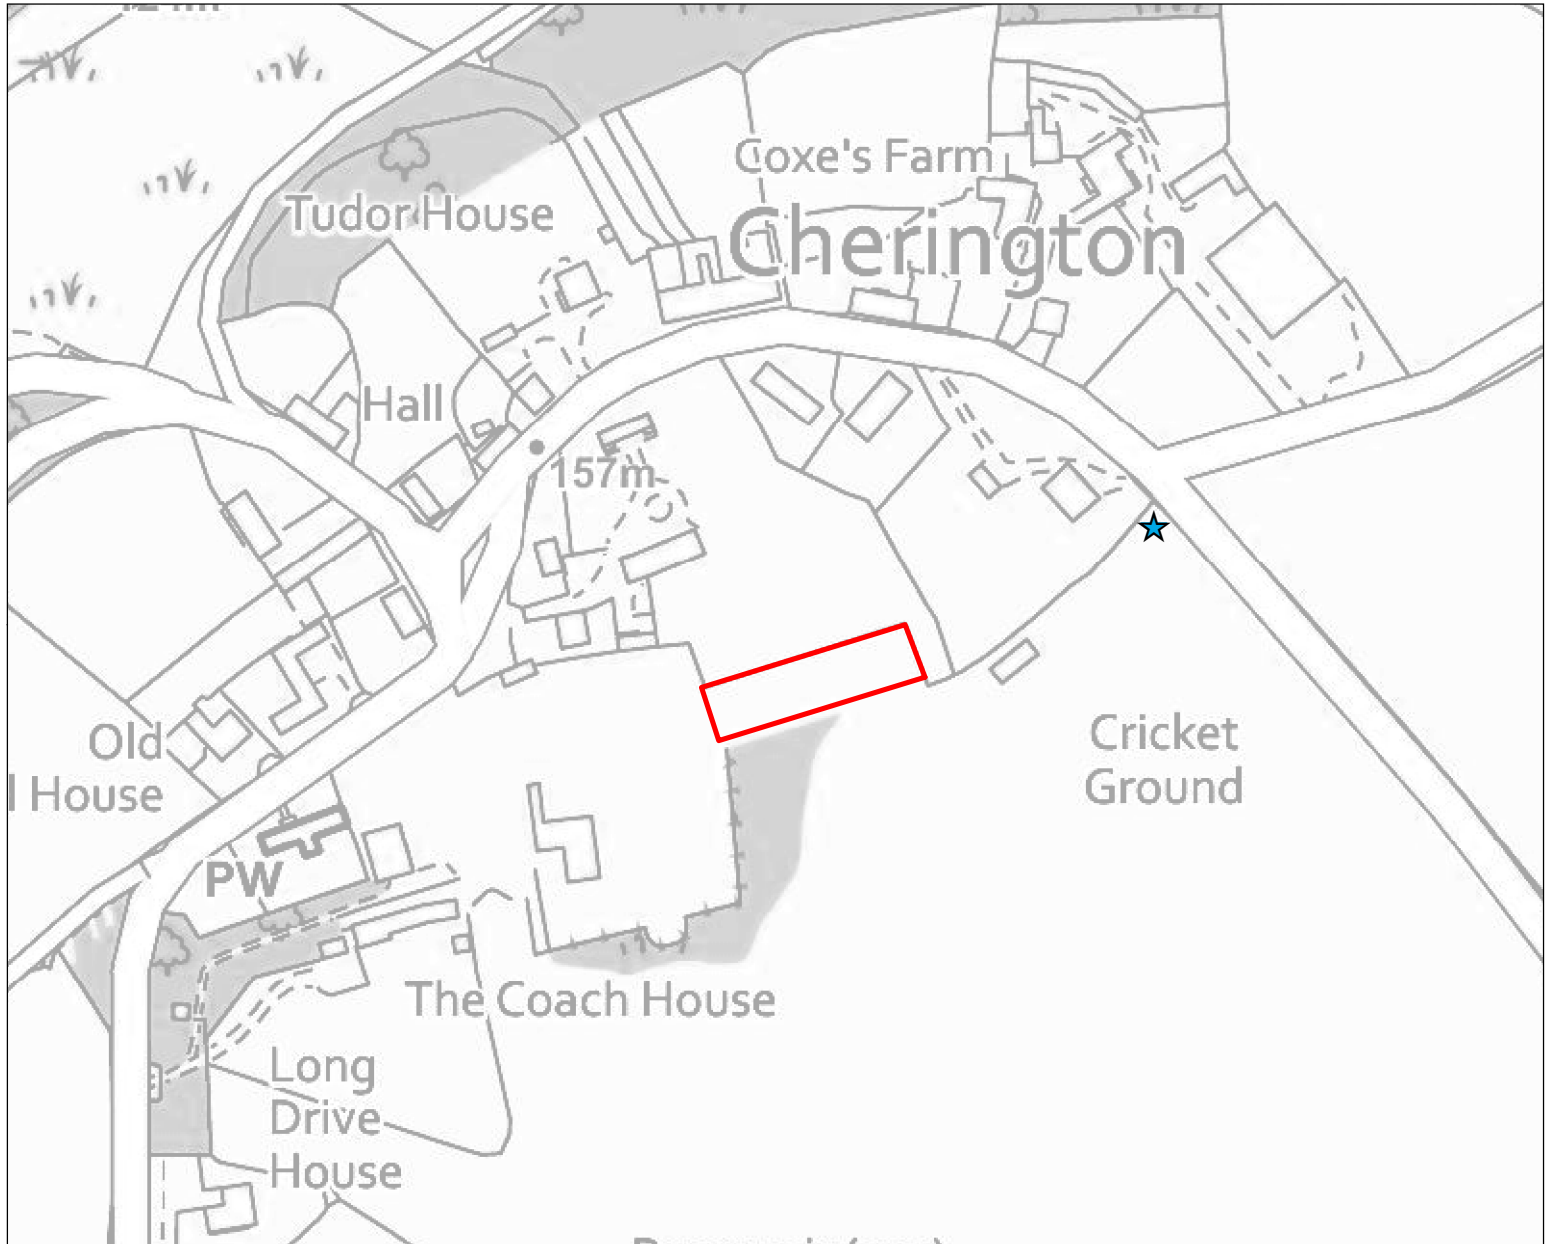 Coxe's Farm
Tudor House
Cherington
Hall
157m
Old
l House
Cricket
Ground
PW
The Coach House
Long
Drive
House